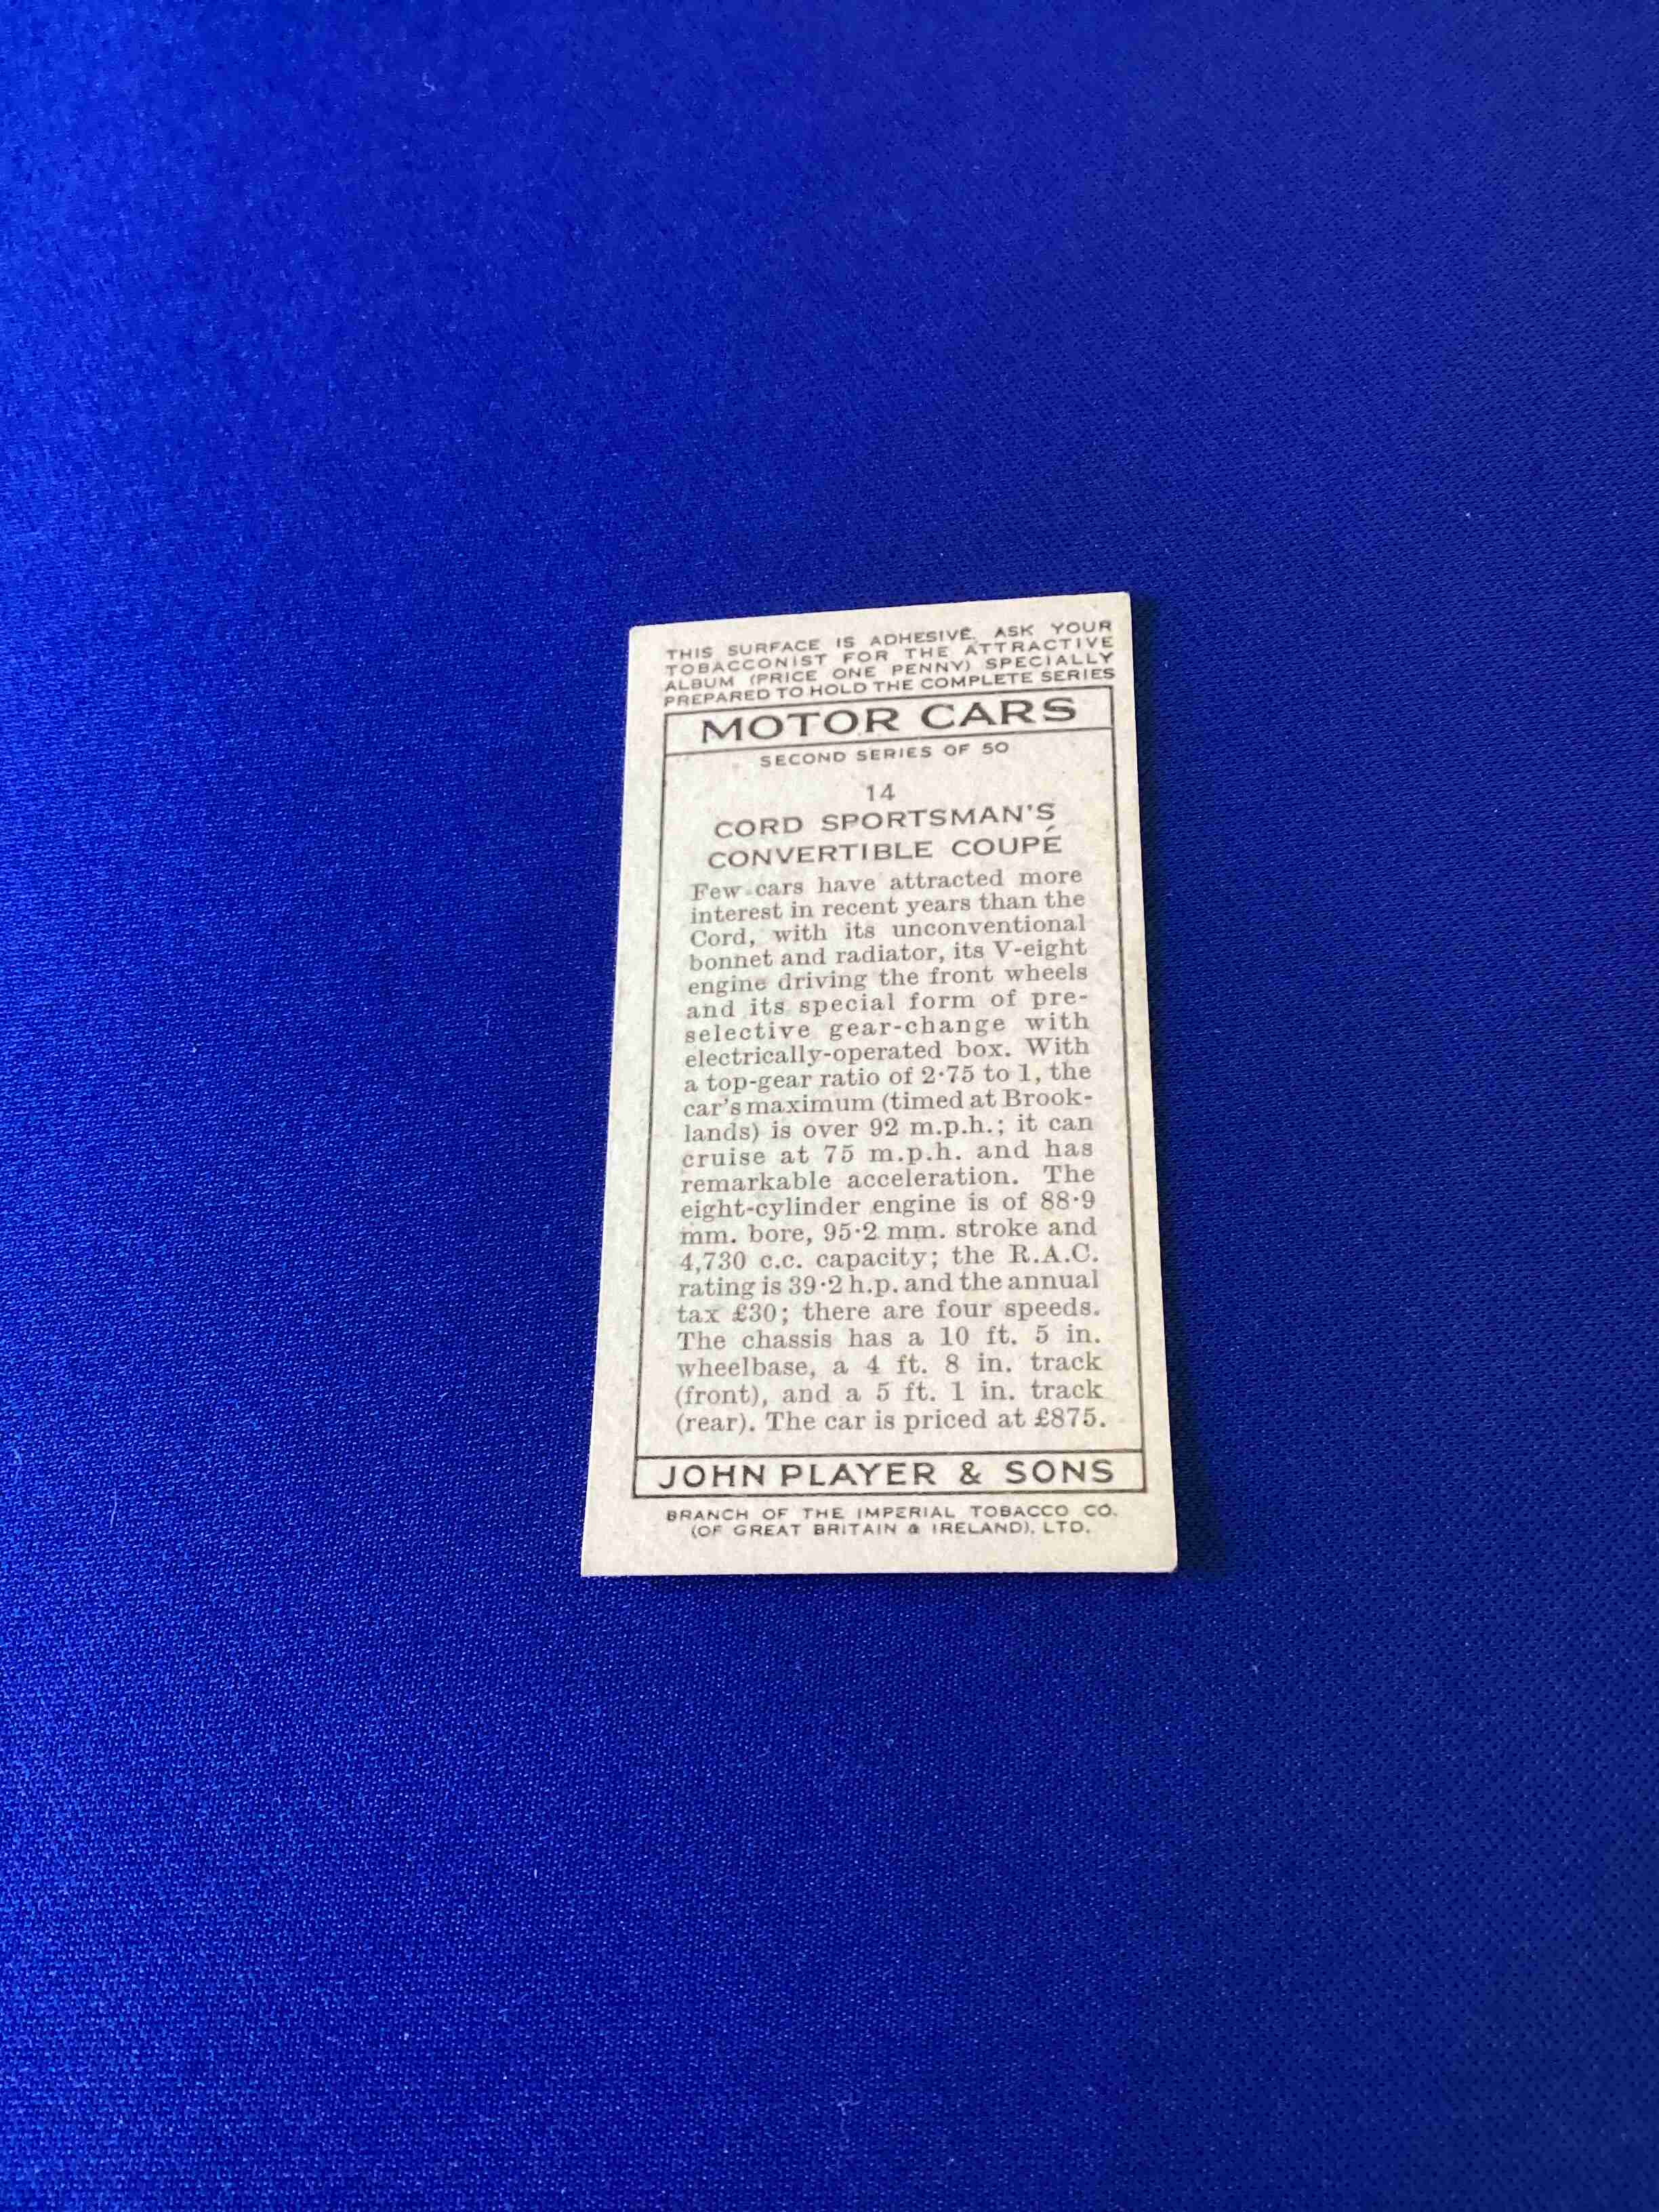 THIS SURFACE IS ADHESIVE. ASK YOUR
TOBACCONIST FOR THE ATTRACTIVE
ALBUM (PRICE ONE PENNY) SPECIALLY
PREPARED TO HOLD THE COMPLETE SERIES
MOTOR CARS
SECOND SERIES OF 50
14
CORD SPORTSMAN'S
CONVERTIBLE COUPÉ
Few cars have attracted more
interest in recent years than the
Cord, with its unconventional
bonnet and radiator, its V-eight
engine driving the front wheels
and its special form of pre-
selective gear-change with
electrically-operated box. With
a top-gear ratio of 2·75 to 1, the
car's maximum (timed at Brook-
lands) is over 92 m.p.h.; it can
cruise at 75 m.p.h. and has
remarkable acceleration. The
eight-cylinder engine is of 88·9
mm. bore, 95·2 mm. stroke and
4,730 c.c. capacity; the R.A.C.
rating is 39·2 h.p. and the annual
tax £30; there are four speeds.
The chassis has a 10 ft. 5 in.
wheelbase, a 4 ft. 8 in. track
(front), and a 5 ft. 1 in. track
(rear). The car is priced at £875.
JOHN PLAYER & SONS
BRANCH OF THE IMPERIAL TOBACCO CO.
(OF GREAT BRITAIN & IRELAND), LTD.